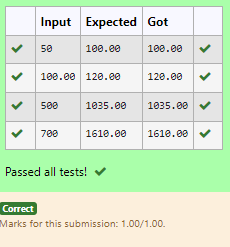 Input Expected Got
50 100.00 100.00
100.00 120.00 120.00
500 1035.00 1035.00
700 1610.00 1610.00
Passed all tests!
Correct
Marks for this submission: 1.00/1.00.